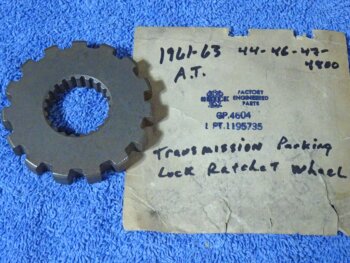 1961-63 44-46-47-
4800
A.T.
BUICK
FACTORY
ENGINEERED
PARTS
GP.4604
1 PT.1195735
Transmission Parking
Lock Ratchet Wheel